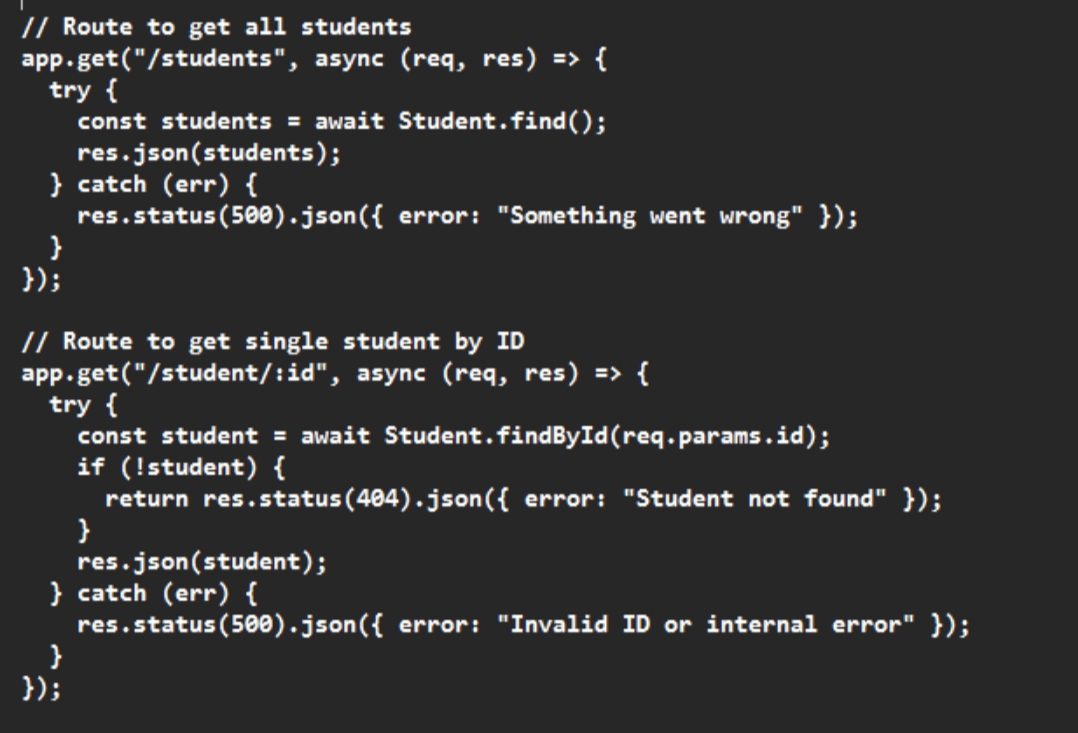 // Route to get all students
app.get("/students", async (req, res) => {
  try {
    const students = await Student.find();
    res.json(students);
  } catch (err) {
    res.status(500).json({ error: "Something went wrong" });
  }
});

// Route to get single student by ID
app.get("/student/:id", async (req, res) => {
  try {
    const student = await Student.findById(req.params.id);
    if (!student) {
      return res.status(404).json({ error: "Student not found" });
    }
    res.json(student);
  } catch (err) {
    res.status(500).json({ error: "Invalid ID or internal error" });
  }
});